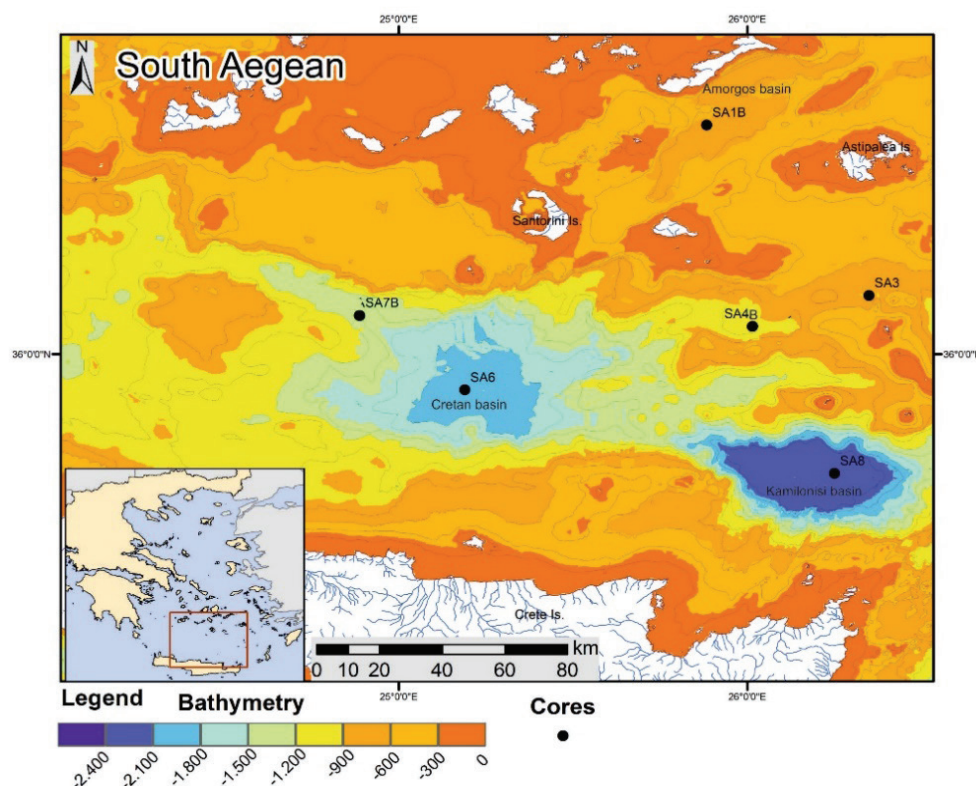 25°0'0"E
26°0'0"E
N
South Aegean
Amorgos basin
SA1B
Astipalea Is.
Santorini Is.
SA3
SA7B
SA4B
36°0'0"N
36°0'0"N
SA6
Cretan basin
SA8
Kamilonisi basin
Crete Is.
km
0 10 20 40 60 80
25°0'0"E
26°0'0"E
Legend
Bathymetry
Cores
-2.400 -2.100 -1.800 -1.500 -1.200 -900 -600 -300 0